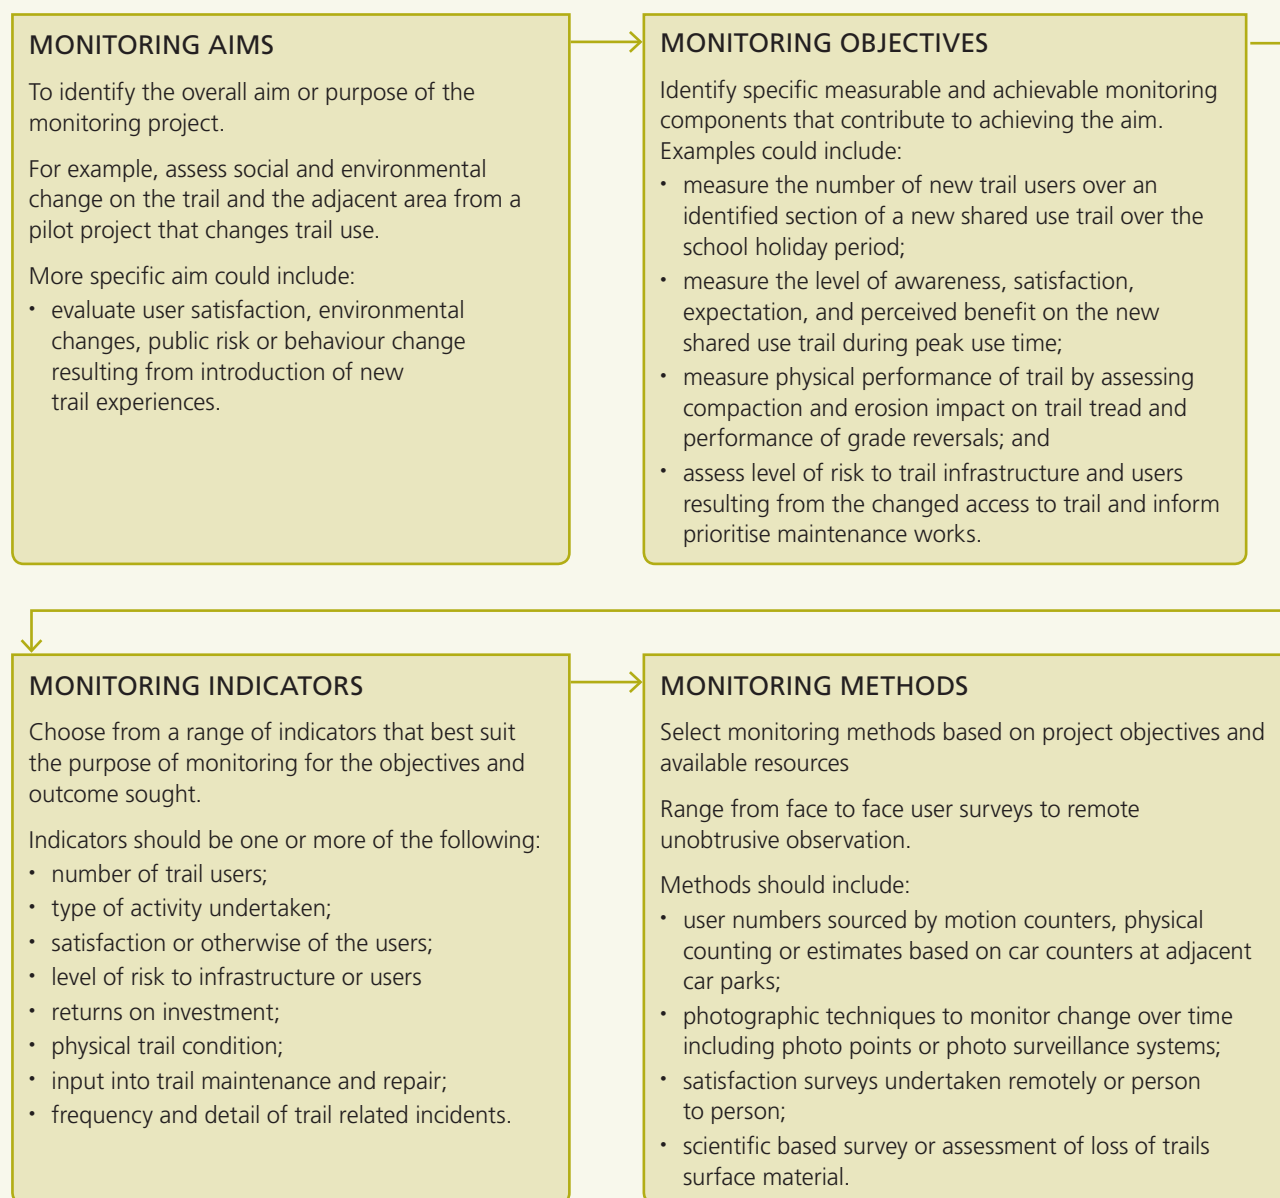 MONITORING AIMS
To identify the overall aim or purpose of the
monitoring project.
For example, assess social and environmental
change on the trail and the adjacent area from a
pilot project that changes trail use.
More specific aim could include:
• evaluate user satisfaction, environmental
changes, public risk or behaviour change
resulting from introduction of new
trail experiences.
MONITORING OBJECTIVES
Identify specific measurable and achievable monitoring
components that contribute to achieving the aim.
Examples could include:
• measure the number of new trail users over an
identified section of a new shared use trail over the
school holiday period;
• measure the level of awareness, satisfaction,
expectation, and perceived benefit on the new
shared use trail during peak use time;
• measure physical performance of trail by assessing
compaction and erosion impact on trail tread and
performance of grade reversals; and
• assess level of risk to trail infrastructure and users
resulting from the changed access to trail and inform
prioritise maintenance works.
MONITORING INDICATORS
Choose from a range of indicators that best suit
the purpose of monitoring for the objectives and
outcome sought.
Indicators should be one or more of the following:
• number of trail users;
• type of activity undertaken;
• satisfaction or otherwise of the users;
• level of risk to infrastructure or users
• returns on investment;
• physical trail condition;
• input into trail maintenance and repair;
• frequency and detail of trail related incidents.
MONITORING METHODS
Select monitoring methods based on project objectives and
available resources
Range from face to face user surveys to remote
unobtrusive observation.
Methods should include:
• user numbers sourced by motion counters, physical
counting or estimates based on car counters at adjacent
car parks;
• photographic techniques to monitor change over time
including photo points or photo surveillance systems;
• satisfaction surveys undertaken remotely or person
to person;
• scientific based survey or assessment of loss of trails
surface material.